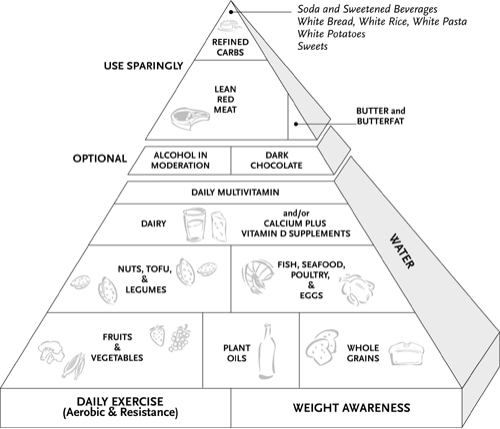 Soda and Sweetened Beverages
White Bread, White Rice, White Pasta
White Potatoes
Sweets
REFINED
CARBS
USE SPARINGLY
LEAN
RED
MEAT
BUTTER and
BUTTERFAT
OPTIONAL
ALCOHOL IN
MODERATION
DARK
CHOCOLATE
DAILY MULTIVITAMIN
DAIRY
and/or
CALCIUM PLUS
VITAMIN D SUPPLEMENTS
WATER
NUTS, TOFU,
&
LEGUMES
FISH, SEAFOOD,
POULTRY,
&
EGGS
FRUITS
&
VEGETABLES
PLANT
OILS
WHOLE
GRAINS
DAILY EXERCISE
(Aerobic & Resistance)
WEIGHT AWARENESS